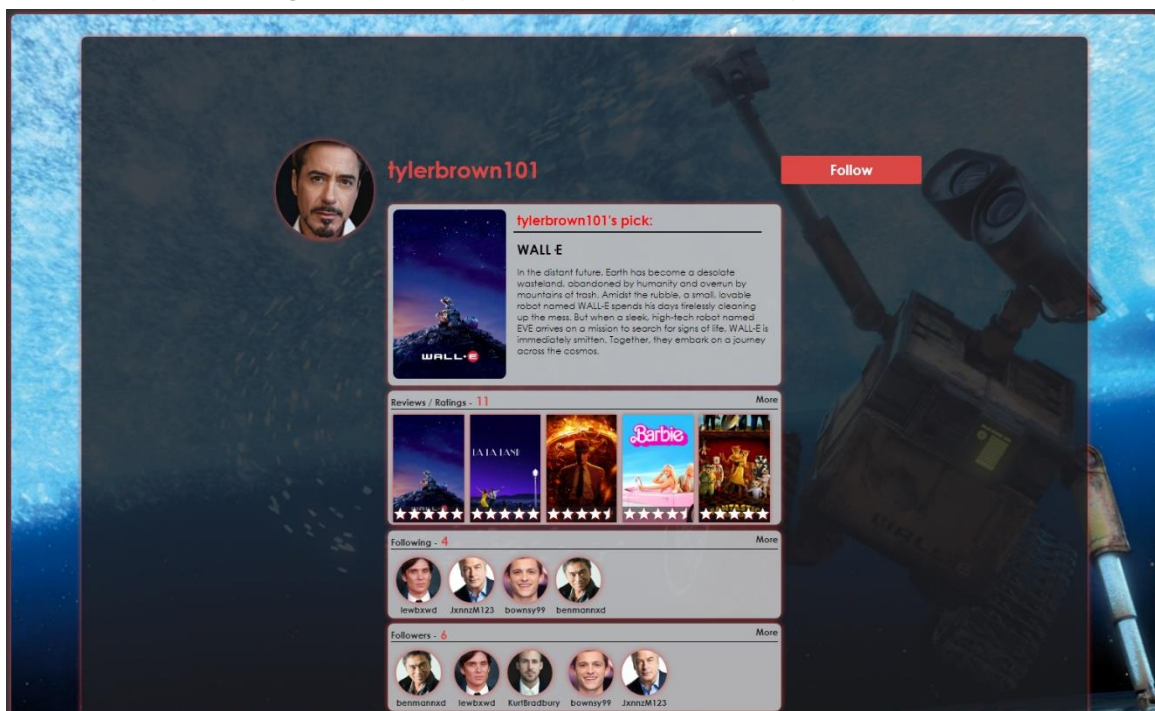 tylerbrown101
Follow
tylerbrown101's pick:
WALL·E
In the distant future, Earth has become a desolate
wasteland, abandoned by humanity and overrun by
mountains of trash. Amidst the rubble, a small, lovable
robot named WALL-E spends his days tirelessly cleaning
up the mess. But when a sleek, high-tech robot named
EVE arrives on a mission to search for signs of life, WALL-E is
immediately smitten. Together, they embark on a journey
across the cosmos.
WALL·E
Reviews / Ratings - 11
More
LA LA LAND
Barbie
Following - 4
More
lewbxwd
JxnnzM123
bownsy99
benmannxd
Followers - 6
More
benmannxd
lewbxwd
KurlBradbury
bownsy99
JxnnzM123